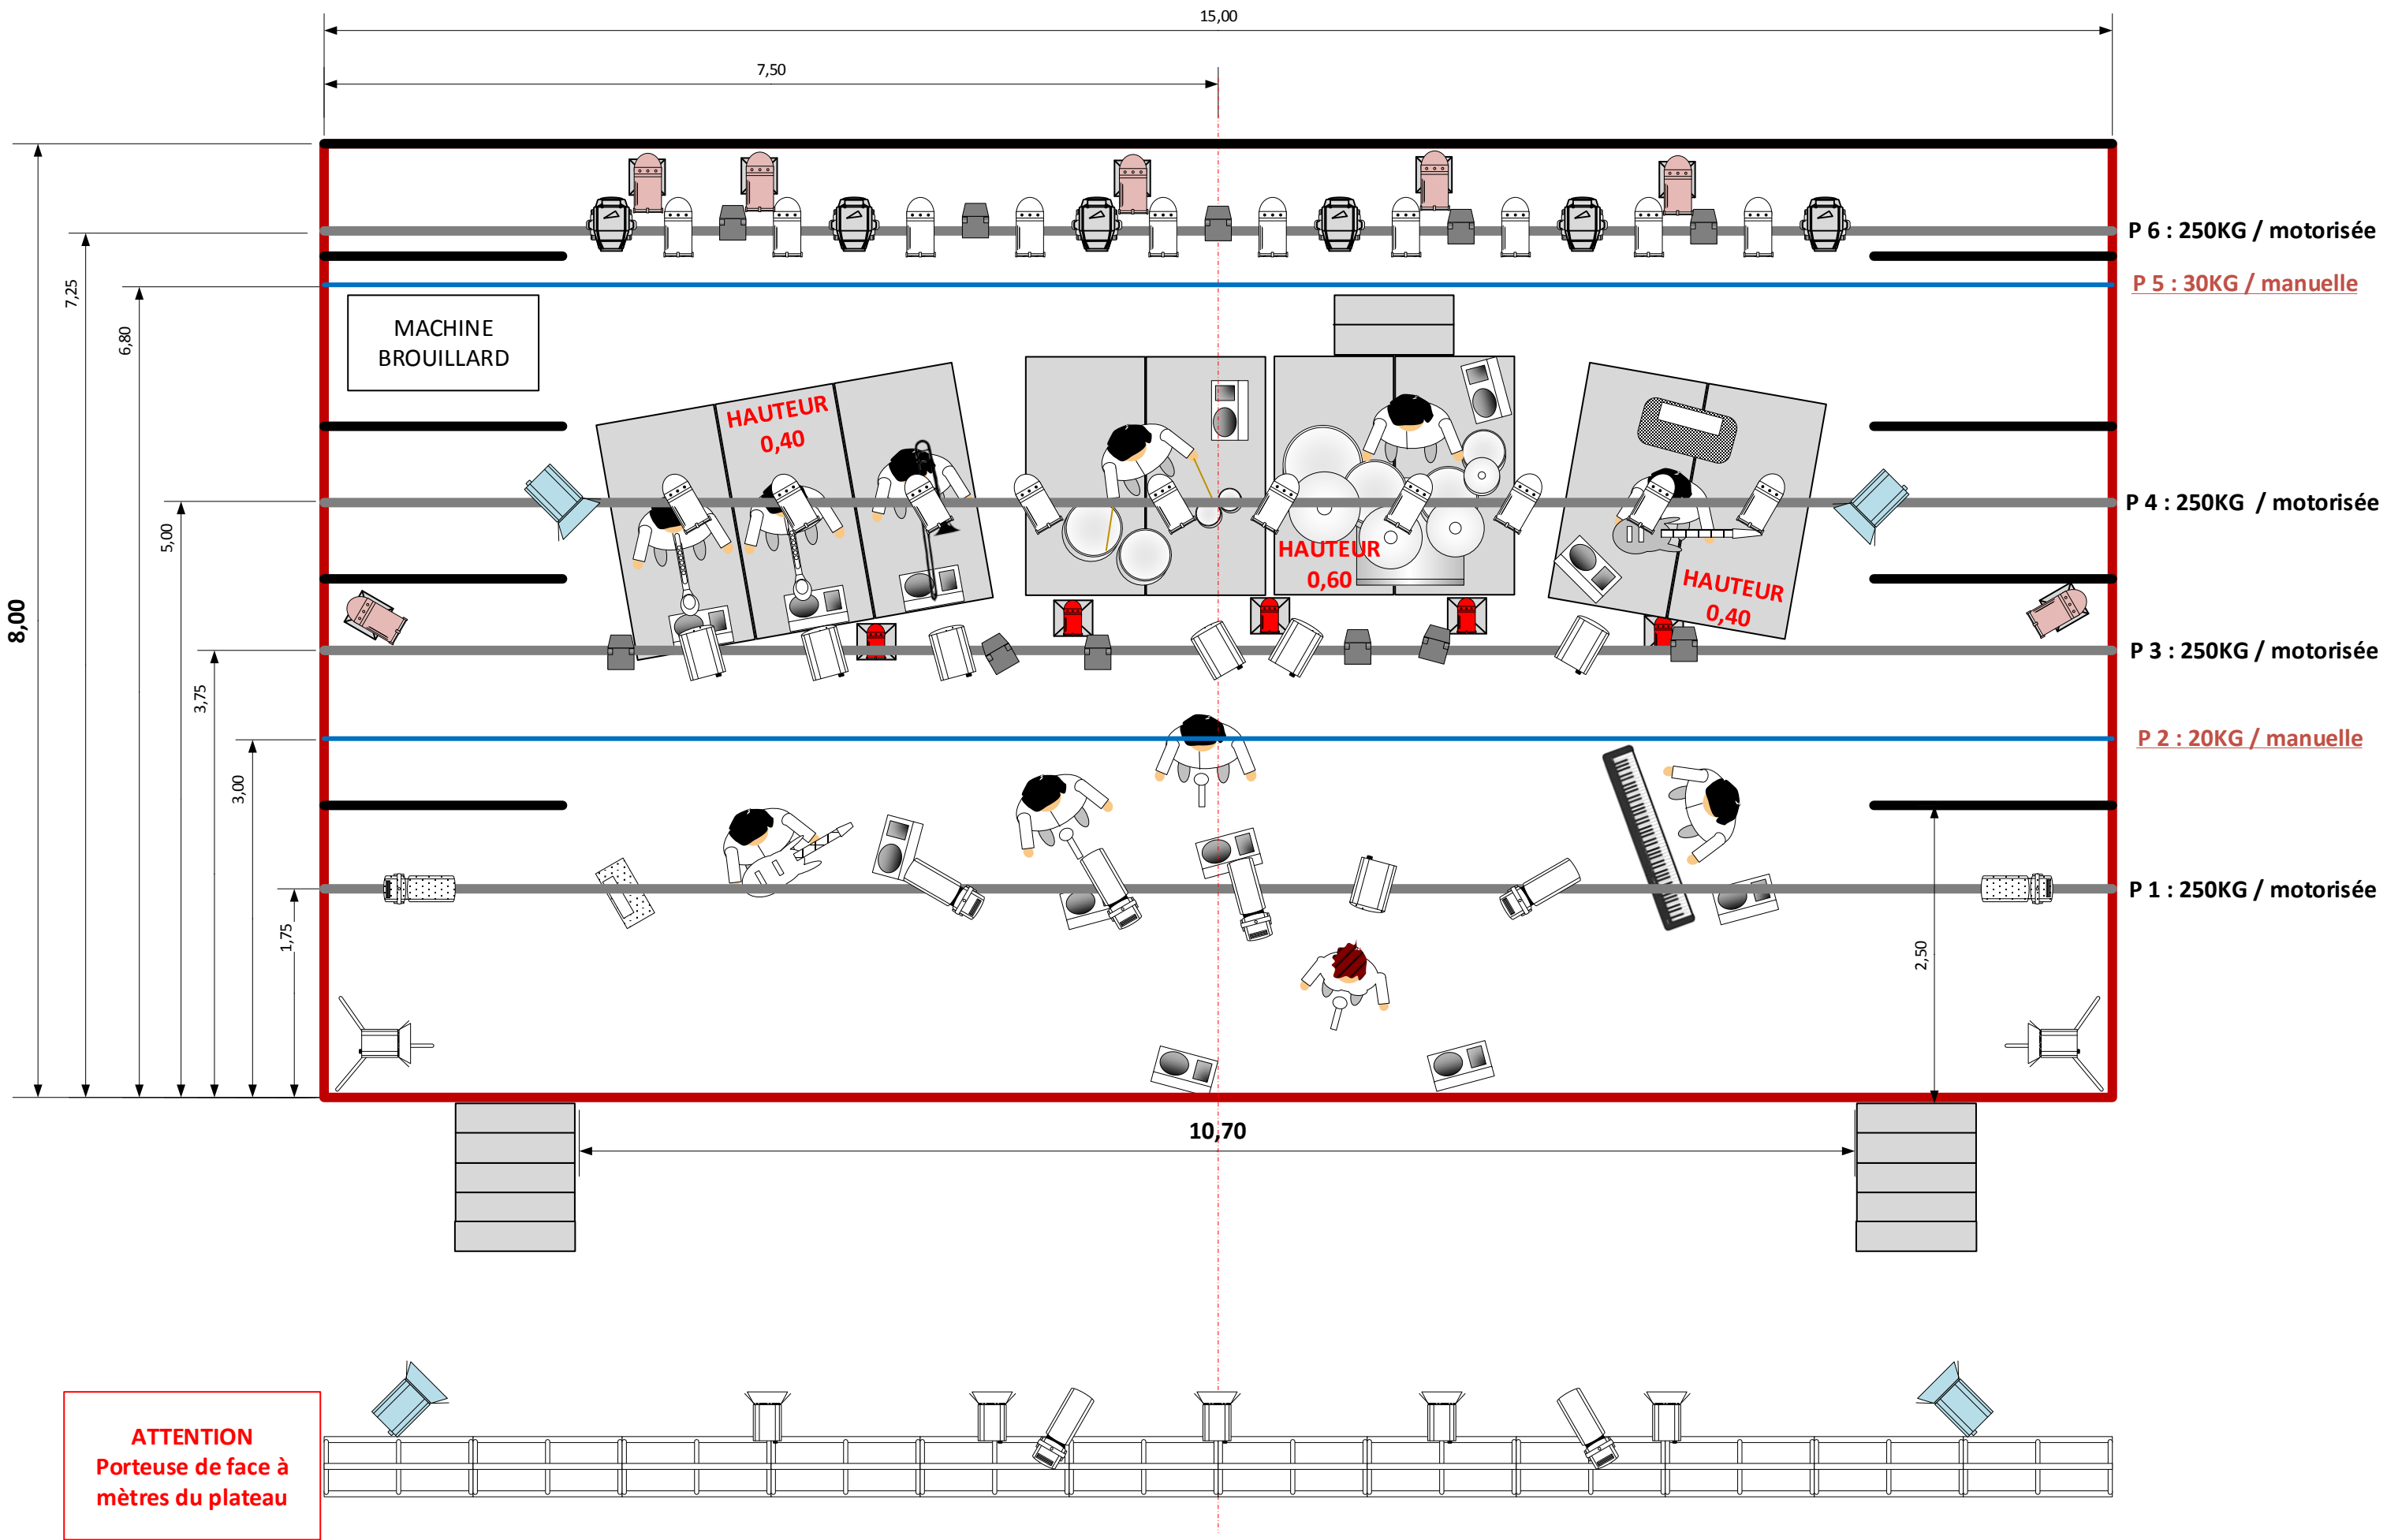 15,00
7,50
P 6 : 250KG / motorisée
P 5 : 30KG / manuelle
7,25
6,80
MACHINE
BROUILLARD
HAUTEUR
0,40
P 4 : 250KG / motorisée
5,00
HAUTEUR
0,60
HAUTEUR
0,40
8,00
P 3 : 250KG / motorisée
3,75
P 2 : 20KG / manuelle
3,00
P 1 : 250KG / motorisée
1,75
2,50
10,70
ATTENTION
Porteuse de face à
mètres du plateau